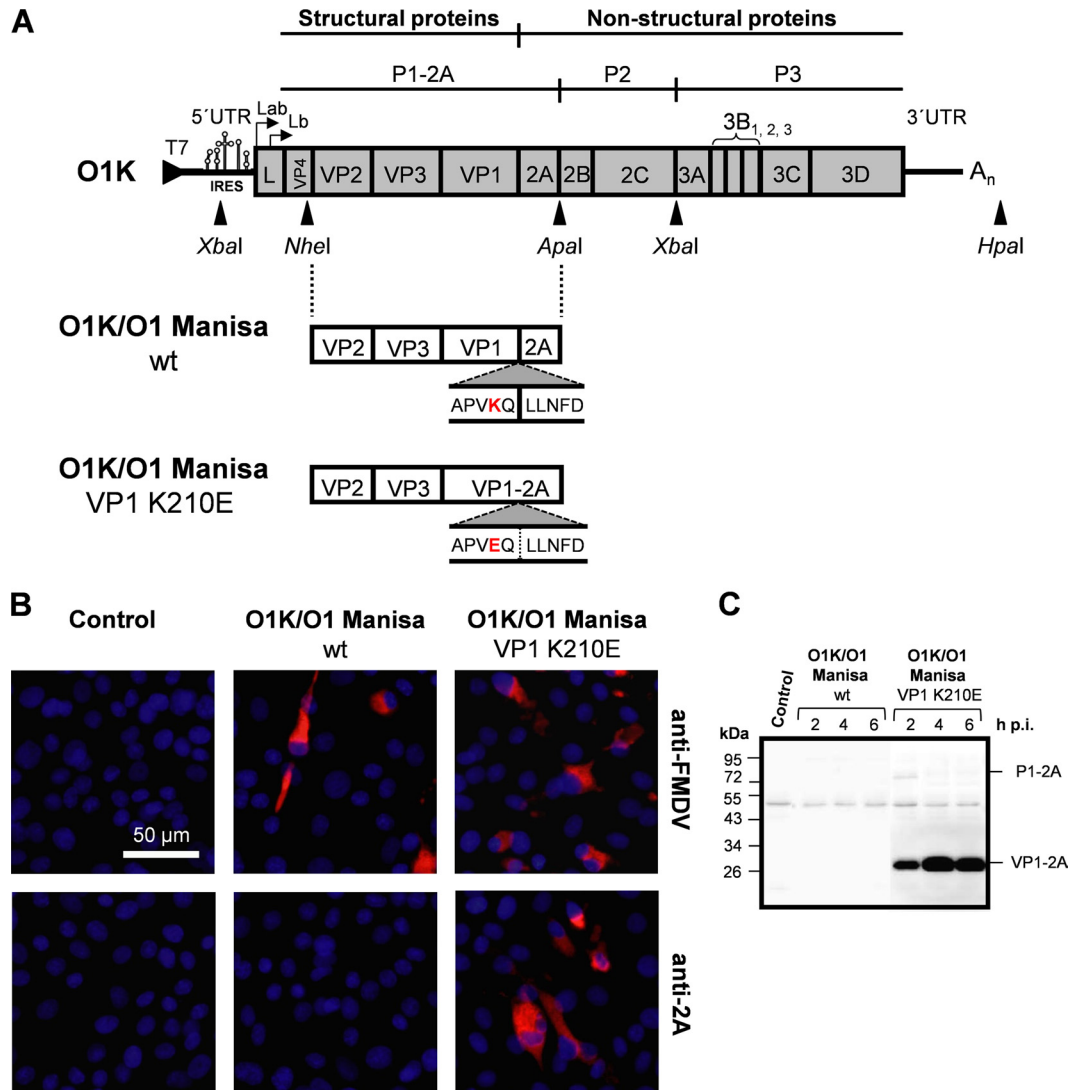 A
Structural proteins Non-structural proteins
P1-2A P2 P3
5´UTR Lab Lb 3B1, 2, 3 3´UTR
T7
O1K IRES L VP4 VP2 VP3 VP1 2A 2B 2C 3A 3C 3D An
XbaI NheI ApaI XbaI HpaI
O1K/O1 Manisa
wt
VP2 VP3 VP1 2A
APVKQ LLNFD
O1K/O1 Manisa
VP1 K210E
VP2 VP3 VP1-2A
APVEQ LLNFD
B
Control O1K/O1 Manisa O1K/O1 Manisa
wt VP1 K210E
50 µm
anti-FMDV
anti-2A
C
Control
O1K/O1 O1K/O1
Manisa Manisa
wt VP1 K210E
2 4 6 2 4 6 h p.i.
kDa
95
72
55
43
34
26
P1-2A
VP1-2A